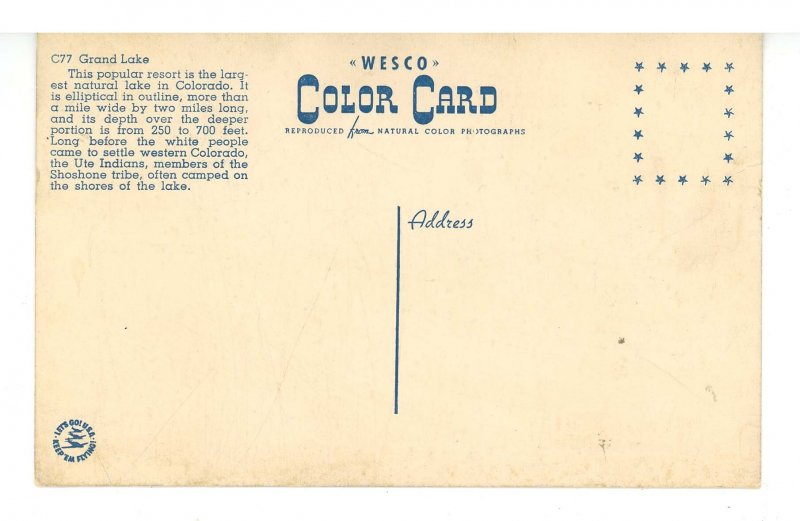 C77 Grand Lake
This popular resort is the larg-
est natural lake in Colorado. It
is elliptical in outline, more than
a mile wide by two miles long,
and its depth over the deeper
portion is from 250 to 700 feet.
Long before the white people
came to settle western Colorado,
the Ute Indians, members of the
Shoshone tribe, often camped on
the shores of the lake.
«WESCO»
COLOR CARD
REPRODUCED from NATURAL COLOR PHOTOGRAPHS
Address
LET'S GO! U.S.A.
KEEP 'EM FLYING!